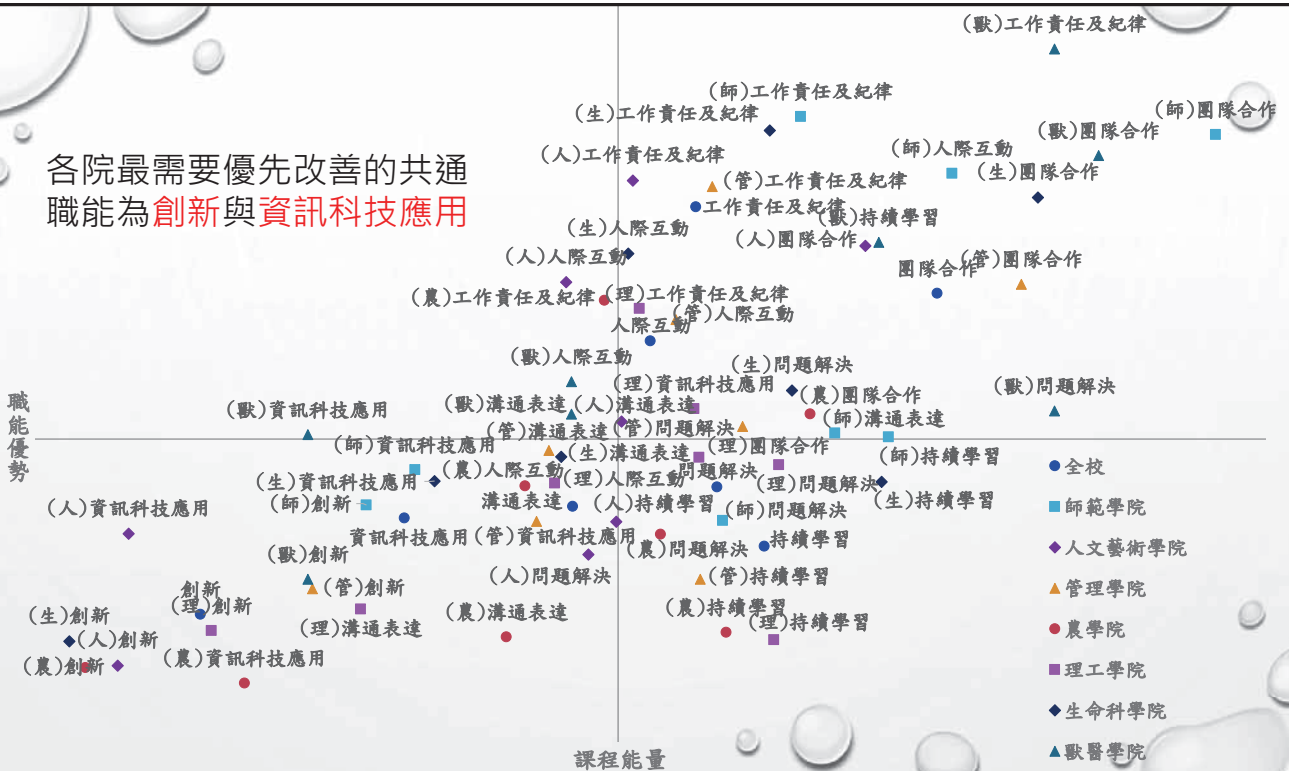 (獸)工作責任及紀律
(師)工作責任及紀律
(生)工作責任及紀律
(師)團隊合作
(獸)團隊合作
(師)人際互動
(人)工作責任及紀律
(生)團隊合作
(管)工作責任及紀律
各院最需要優先改善的共通
職能為創新與資訊科技應用
工作責任及紀律
(獸)持續學習
(生)人際互動
(人)團隊合作
(人)人際互動
團隊合作
(管)團隊合作
(農)工作責任及紀律
(理)工作責任及紀律
(管)人際互動
人際互動
(獸)人際互動
(生)問題解決
(理)資訊科技應用
(獸)問題解決
(農)團隊合作
(獸)資訊科技應用
(獸)溝通表達
(人)溝通表達
(師)溝通表達
(管)溝通表達
(管)問題解決
職能優勢
(師)資訊科技應用
(理)團隊合作
(生)溝通表達
(師)持續學習
(農)人際互動
問題解決
(生)資訊科技應用
(理)人際互動
(理)問題解決
(生)持續學習
(師)創新
溝通表達
(人)持續學習
(師)問題解決
(人)資訊科技應用
資訊科技應用
(管)資訊科技應用
(農)問題解決
持續學習
(獸)創新
(人)問題解決
(管)持續學習
(管)創新
創新
(理)創新
(生)創新
(農)溝通表達
(農)持續學習
(理)持續學習
(理)溝通表達
(人)創新
(農)創新
(農)資訊科技應用
課程能量
全校
師範學院
人文藝術學院
管理學院
農學院
理工學院
生命科學院
獸醫學院